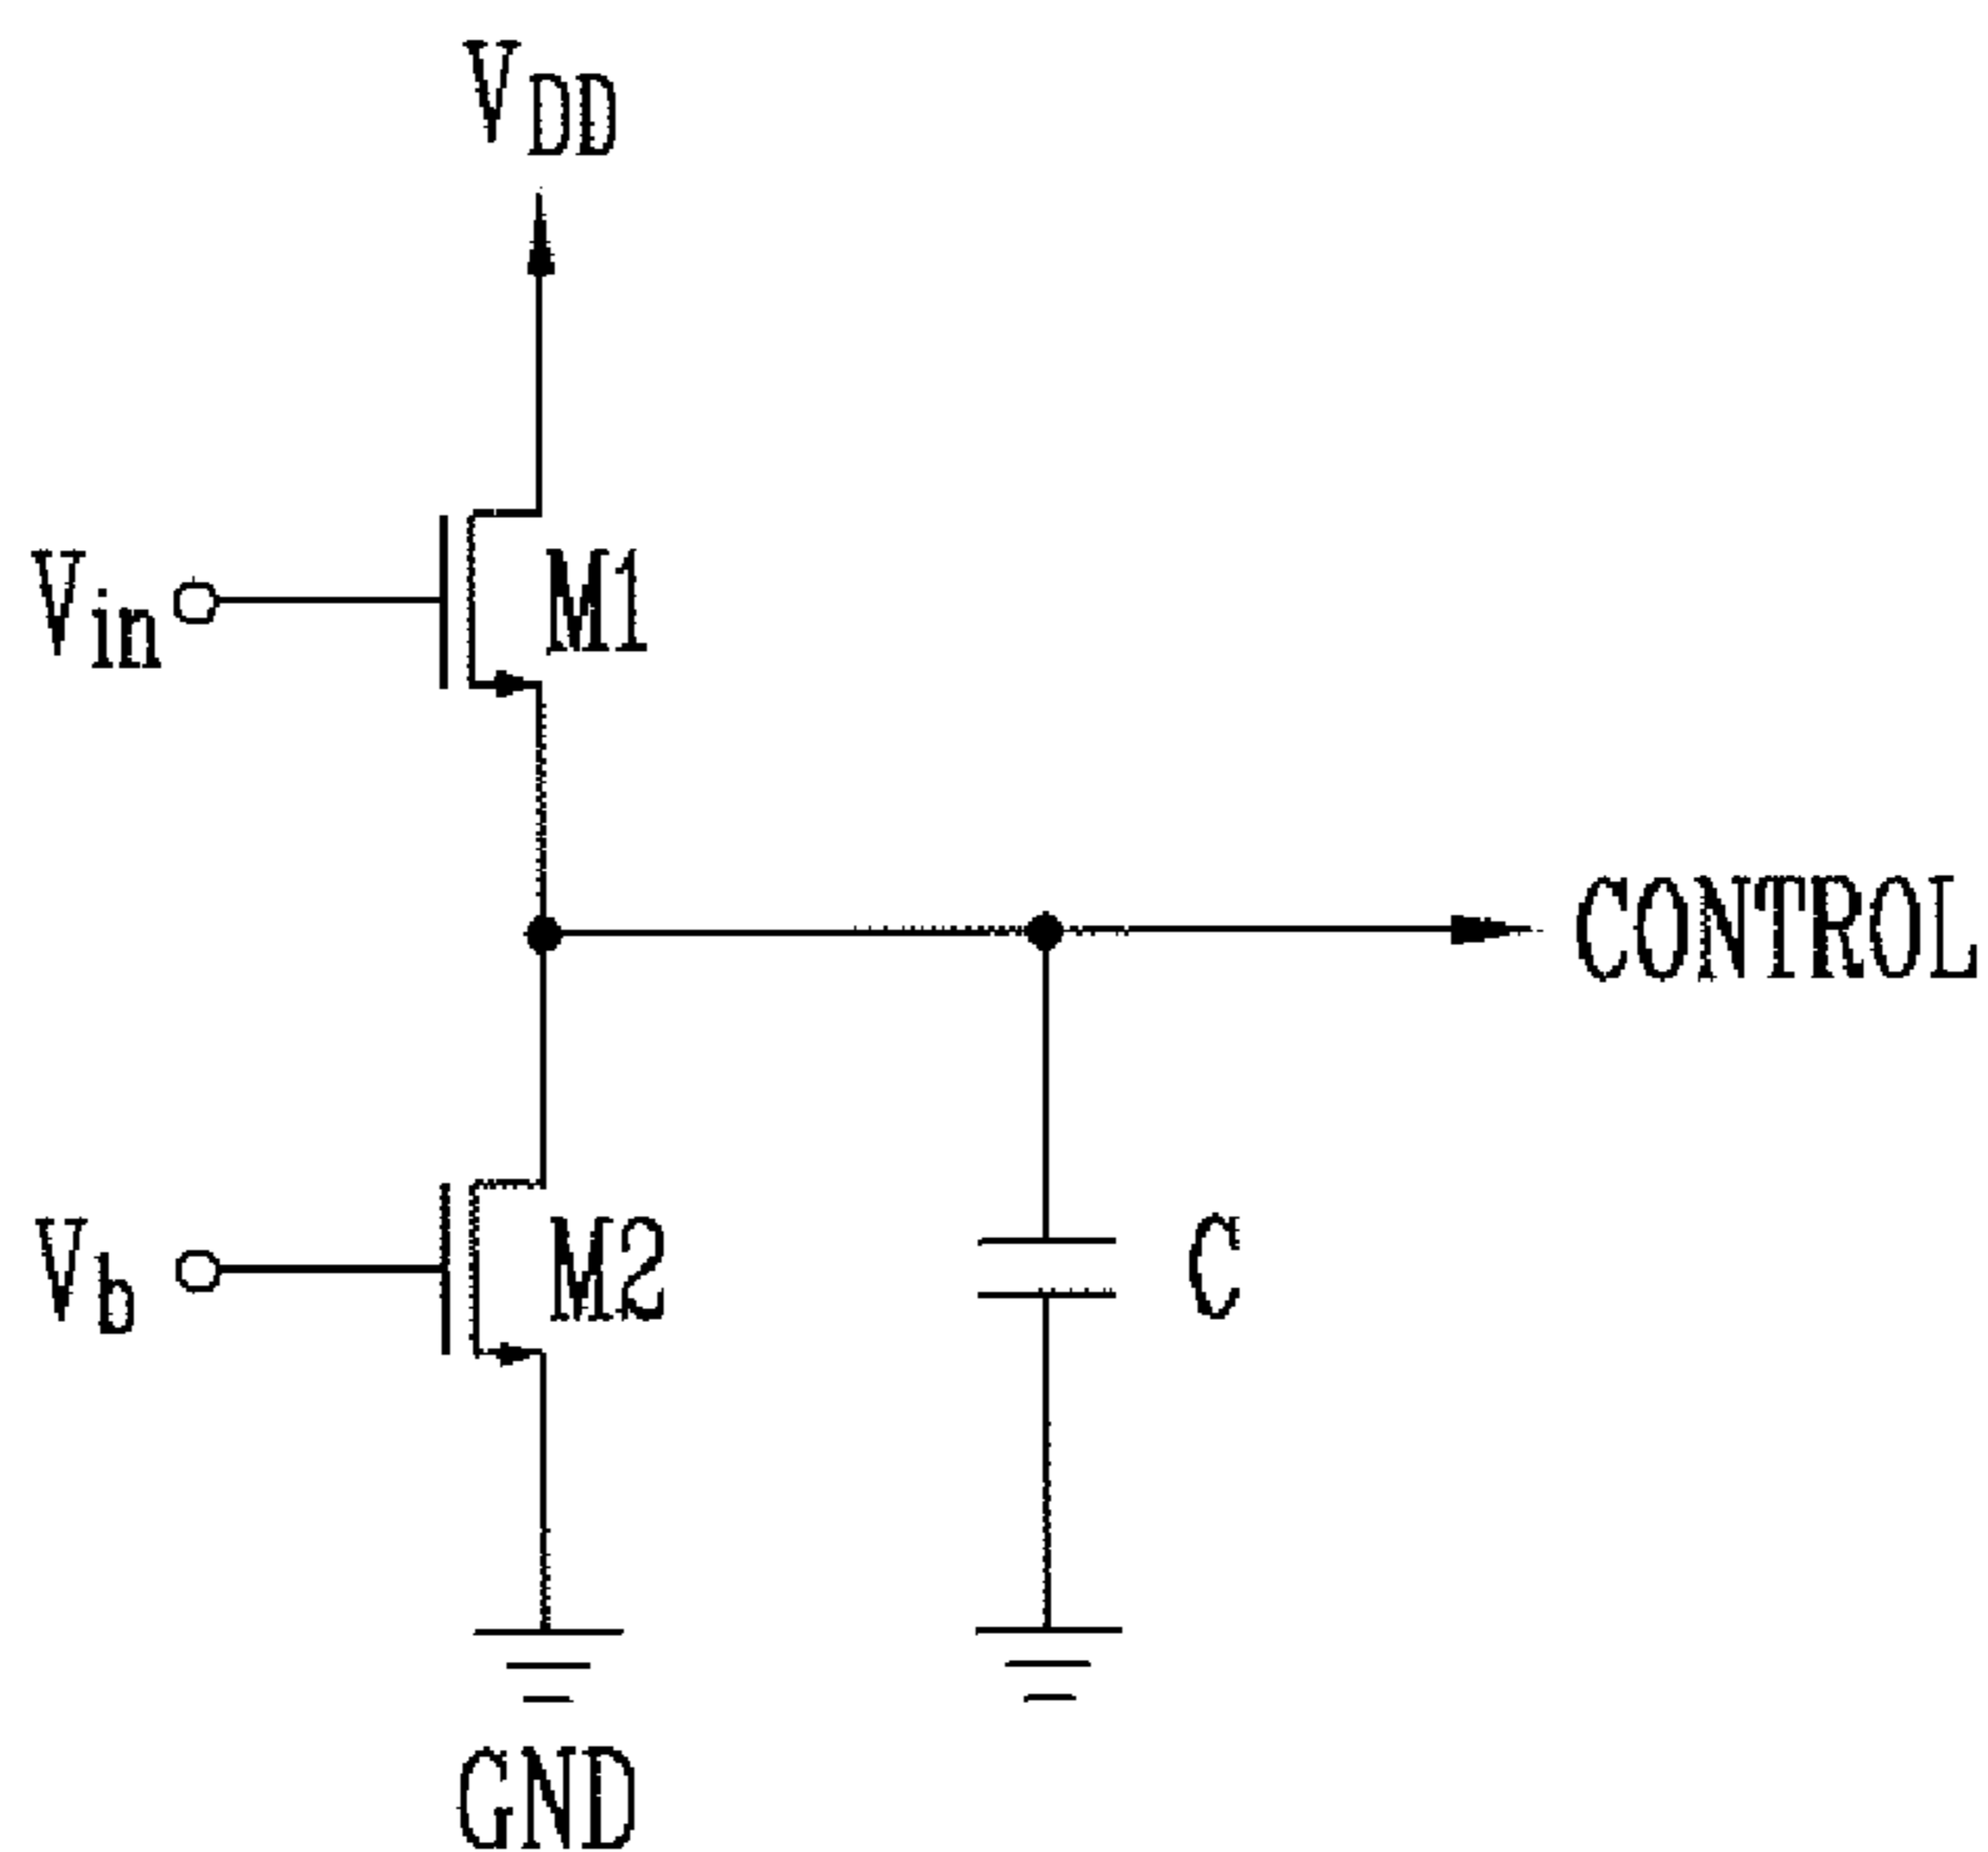 VDD
Vin
M1
CONTROL
Vb
M2
C
GND